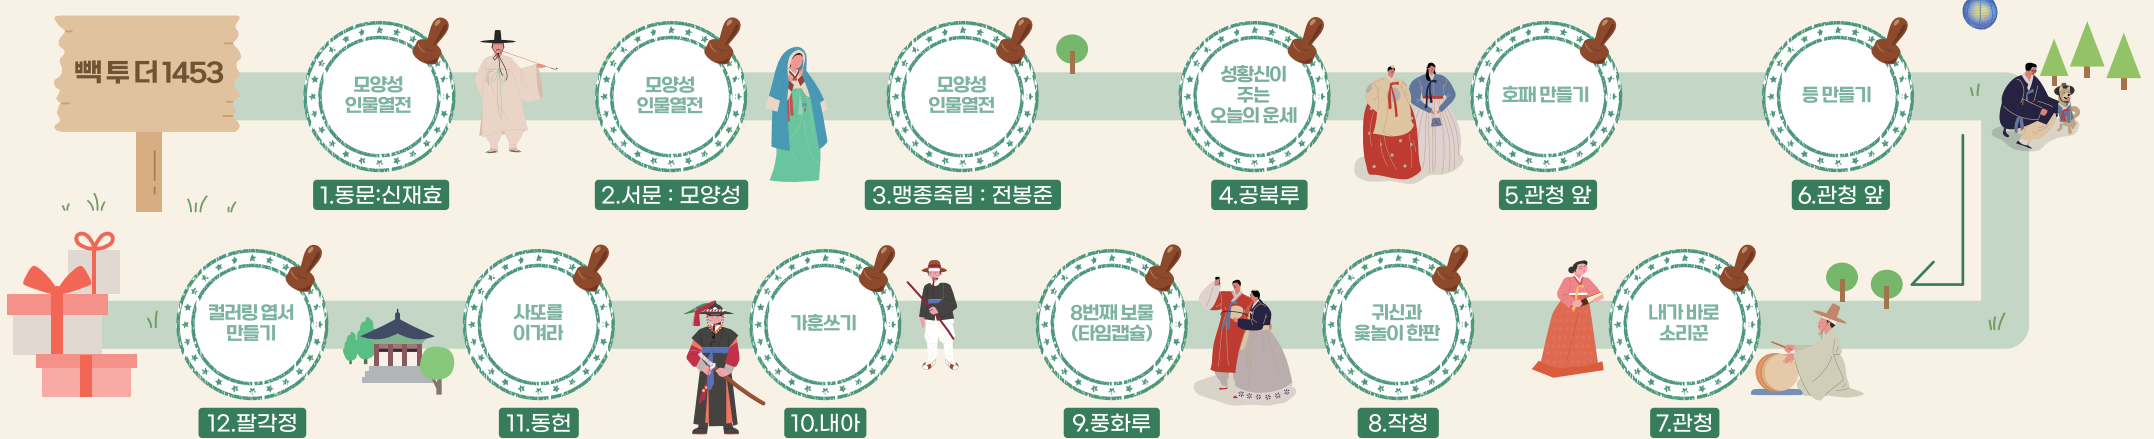 빽 투 더 1453
모양성
인물열전
1.동문:신재효
모양성
인물열전
2.서문 : 모양성
모양성
인물열전
3.맹종죽림 : 전봉준
성황신이
주는
오늘의 운세
4.공북루
호패 만들기
5.관청 앞
등 만들기
6.관청 앞
내가 바로
소리꾼
7.관청
귀신과
윷놀이 한판
8.작청
8번째 보물
(타임캡슐)
9.풍화루
가훈쓰기
10.내아
사또를
이겨라
11.동헌
컬러링 엽서
만들기
12.팔각정